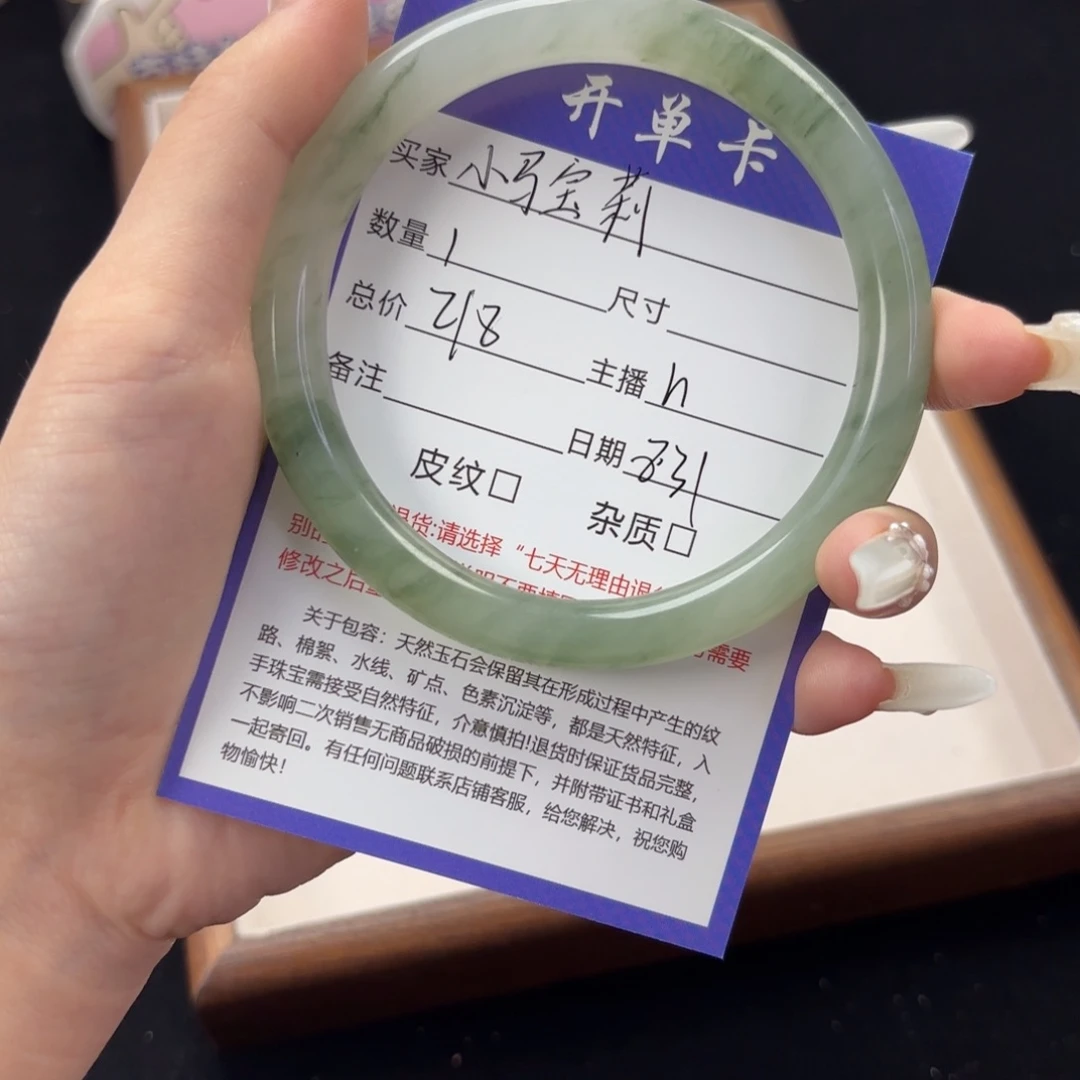 开单卡
买家 小马宝莉
数量 1 尺寸
总价 218 主播 h
备注 日期 8.31
皮纹□ 杂质□
退货:请选择“七天无理由退
修改之后
需要
关于包容：天然玉石会保留其在形成过程中产生的纹
路、棉絮、水线、矿点、色素沉淀等，都是天然特征，入
手珠宝需接受自然特征，介意慎拍!退货时保证货品完整，
不影响二次销售无商品破损的前提下，并附带证书和礼盒
一起寄回。有任何问题联系店铺客服，给您解决，祝您购
物愉快！